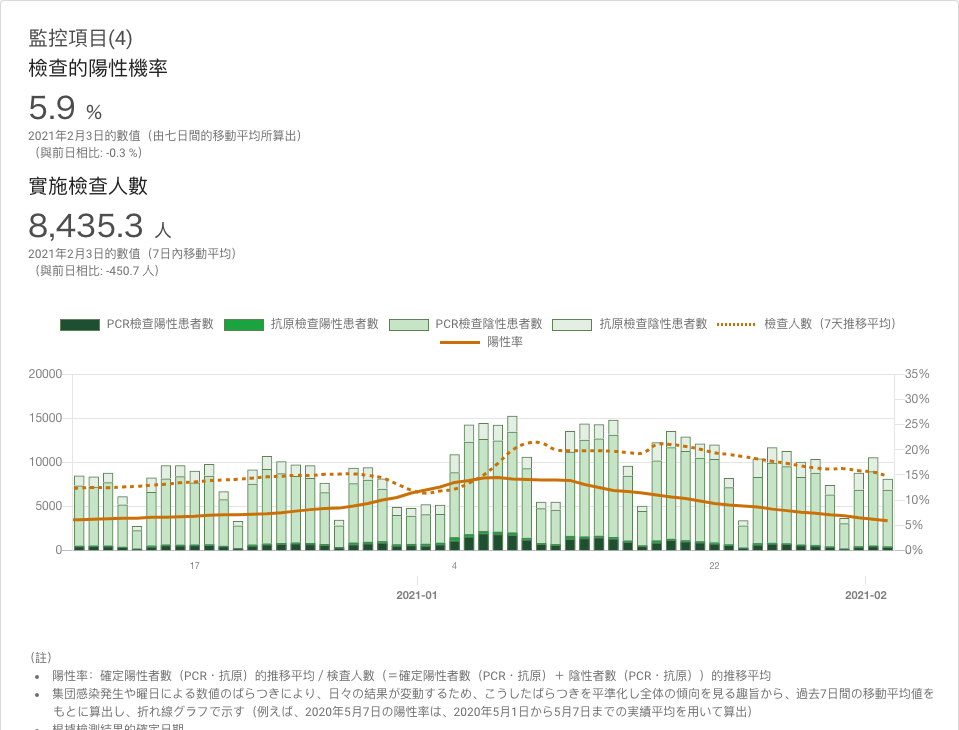 監控項目(4)
檢查的陽性機率
5.9 %
2021年2月3日的數值（由七日間的移動平均所算出）
（與前日相比: -0.3 %）
實施檢查人數
8,435.3 人
2021年2月3日的數值（7日內移動平均）
（與前日相比: -450.7 人）
PCR檢查陽性患者數 抗原檢查陽性患者數 PCR檢查陰性患者數 抗原檢查陰性患者數 檢查人數（7天推移平均）
陽性率
20000 35%
30%
15000 25%
20%
10000 15%
5000 10%
5%
0 0%
17 4 22
2021-01 2021-02
（註）
• 陽性率：確定陽性者數（PCR・抗原）的推移平均 / 檢查人數（＝確定陽性者數（PCR・抗原）＋ 陰性者數（PCR・抗原））的推移平均
• 集団感染発生や曜日による数値のばらつきにより、日々の結果が変動するため、こうしたばらつきを平準化し全体の傾向を見る趣旨から、過去7日間の移動平均値を
もとに算出し、折れ線グラフで示す（例えば、2020年5月7日の陽性率は、2020年5月1日から5月7日までの実績平均を用いて算出）
• 根據檢測結果的確定日期